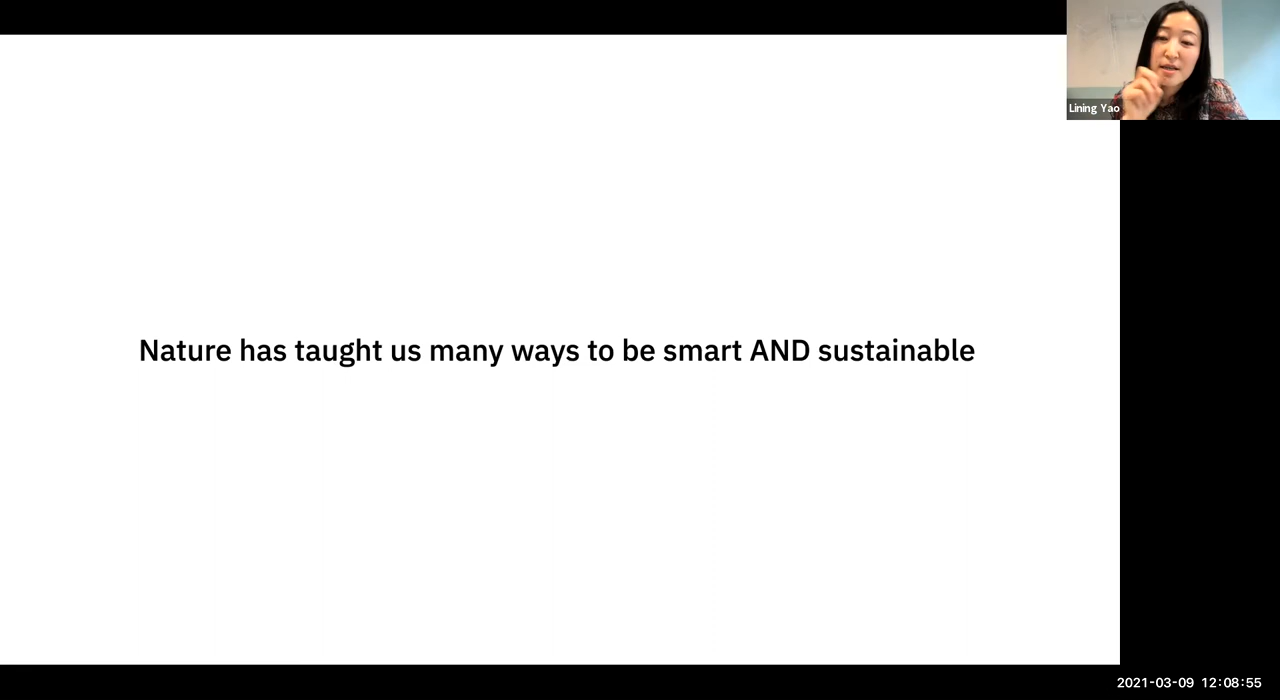 Lining Yao
Nature has taught us many ways to be smart AND sustainable
2021-03-09 12:08:55